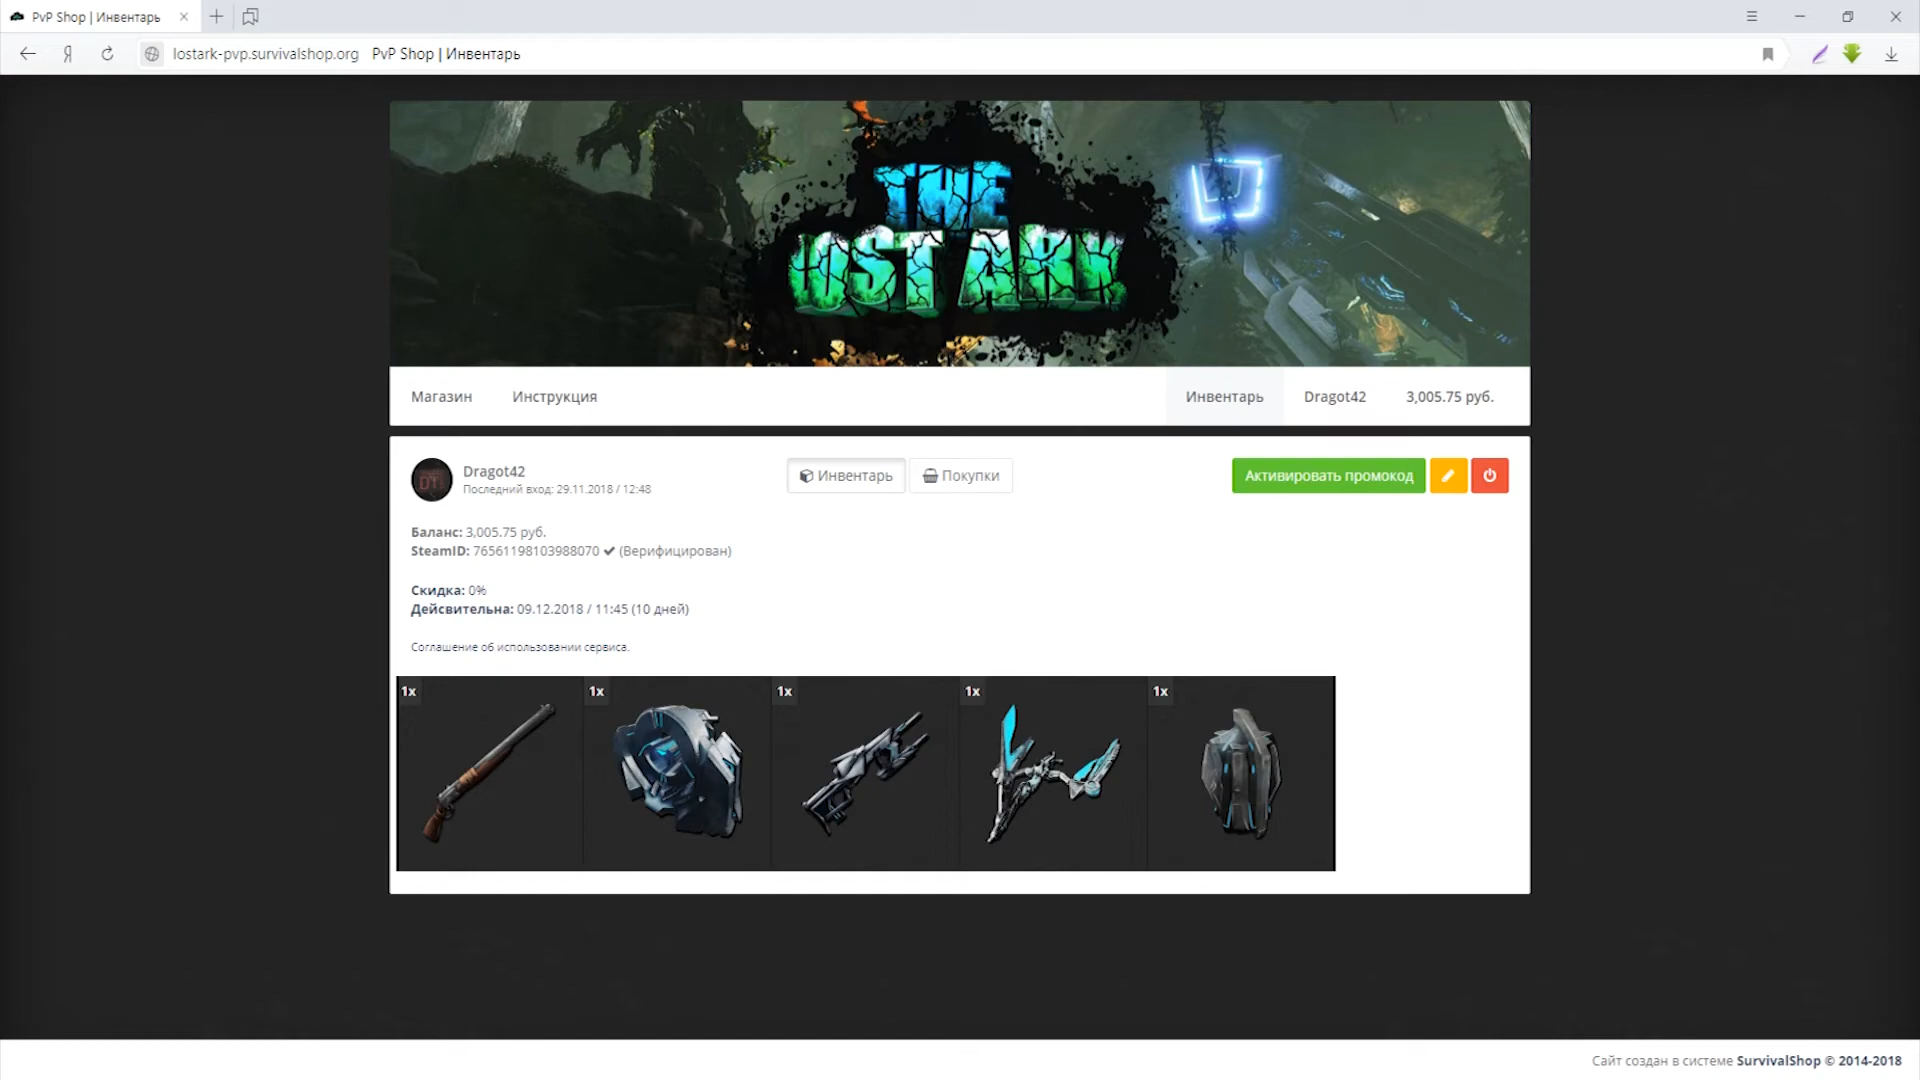 PvP Shop | Инвентарь
lostark-pvp.survivalshop.org PvP Shop | Инвентарь
THE
LOST ARK
Магазин Инструкция Инвентарь Dragot42 3,005.75 руб.
Dragot42 Инвентарь Покупки Активировать промокод
Последний вход: 29.11.2018 / 12:48
Баланс: 3,005.75 руб.
SteamID: 76561198103988070 ✔ (Верифицирован)
Скидка: 0%
Дейсвительна: 09.12.2018 / 11:45 (10 дней)
Соглашение об использовании сервиса.
1x 1x 1x 1x 1x
Сайт создан в системе SurvivalShop © 2014-2018